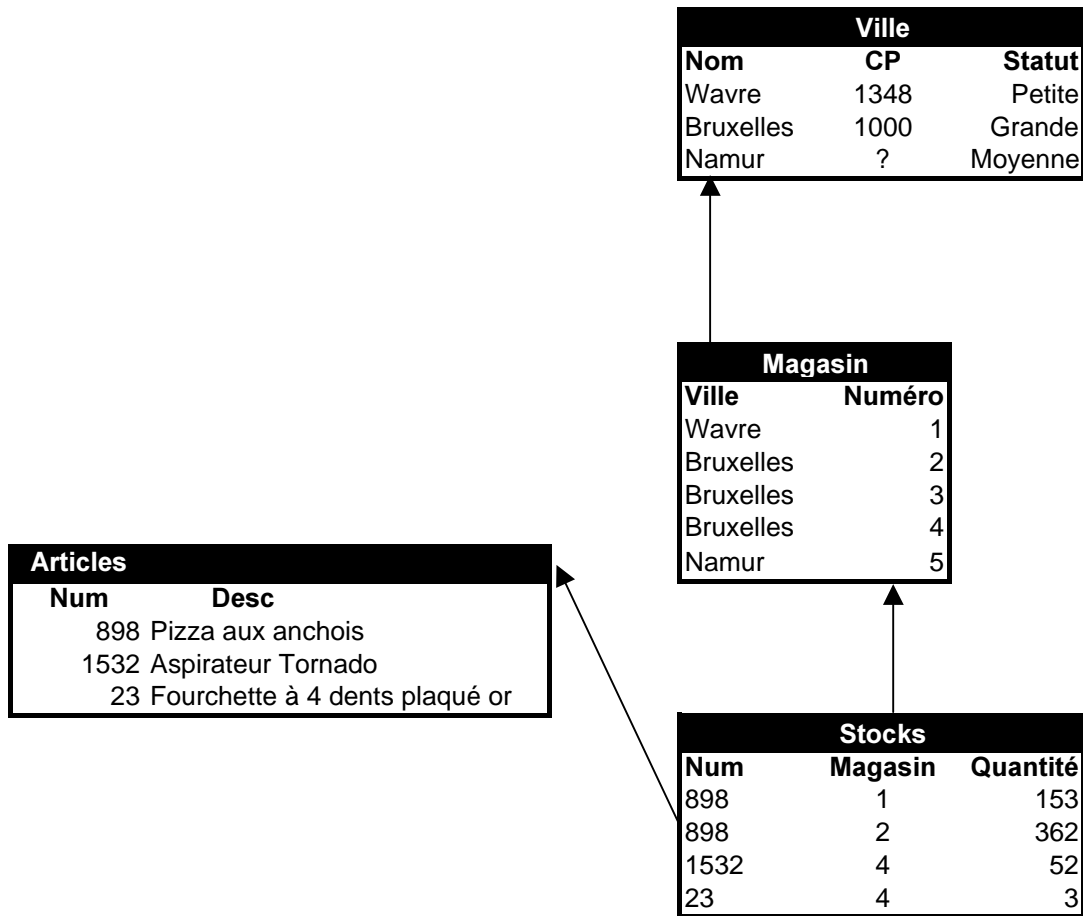 Ville
Nom CP Statut
Wavre 1348 Petite
Bruxelles 1000 Grande
Namur ? Moyenne
Magasin
Ville Numéro
Wavre 1
Bruxelles 2
Bruxelles 3
Bruxelles 4
Namur 5
Articles
Num Desc
898 Pizza aux anchois
1532 Aspirateur Tornado
23 Fourchette à 4 dents plaqué or
Stocks
Num Magasin Quantité
898 1 153
898 2 362
1532 4 52
23 4 3